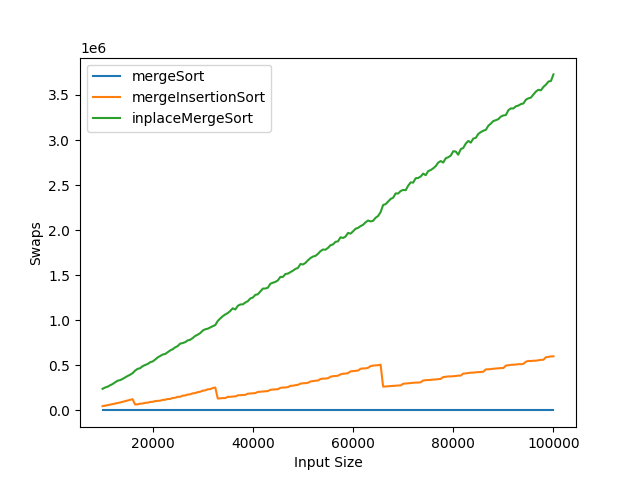 1e6
mergeSort
mergeInsertionSort
inplaceMergeSort
3.5
3.0
2.5
2.0
1.5
1.0
0.5
0.0
Swaps
20000 40000 60000 80000 100000
Input Size